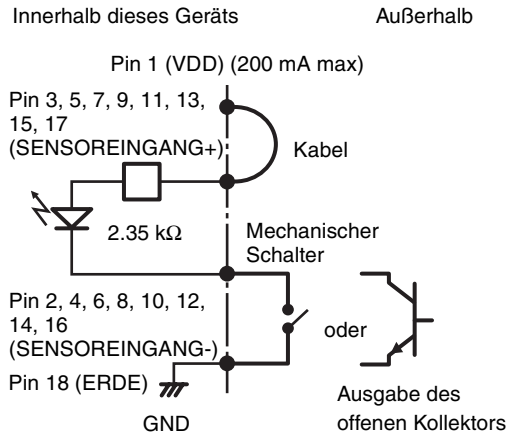 Innerhalb dieses Geräts
Außerhalb
Pin 1 (VDD) (200 mA max)
Pin 3, 5, 7, 9, 11, 13,
15, 17
(SENSOREINGANG+)
Kabel
2.35 kΩ
Mechanischer
Schalter
Pin 2, 4, 6, 8, 10, 12,
14, 16
(SENSOREINGANG-)
oder
Pin 18 (ERDE)
GND
Ausgabe des
offenen Kollektors